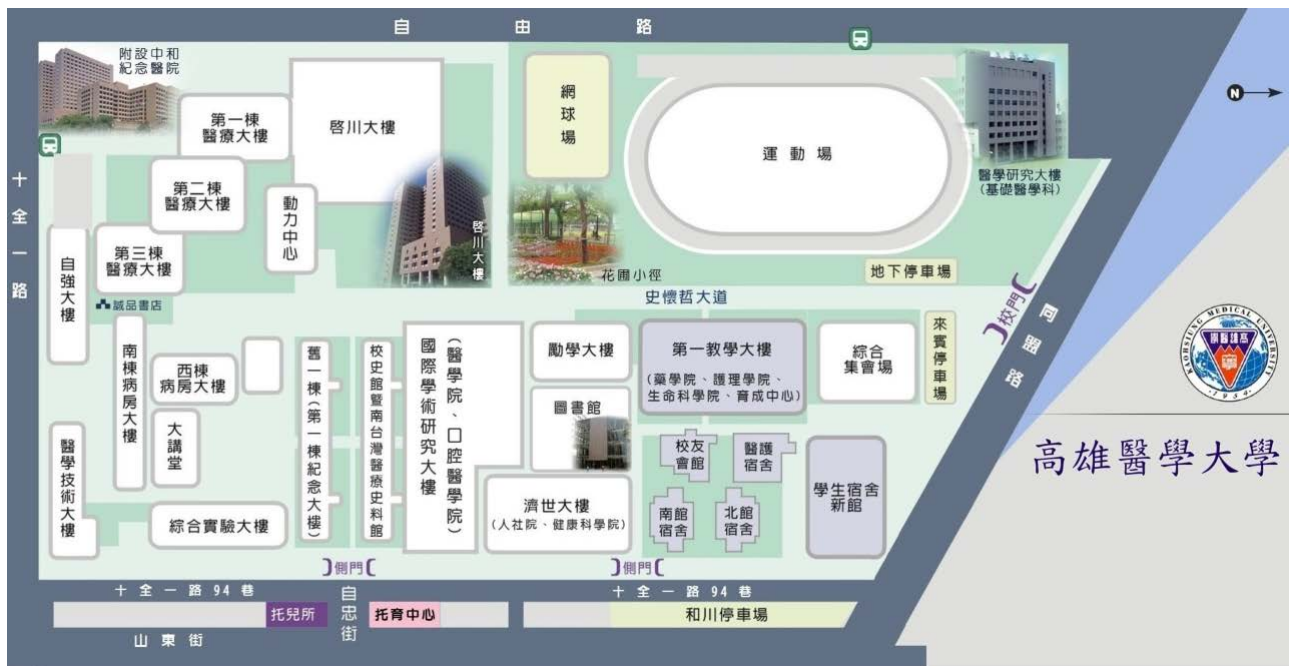 自由路
附設中和
紀念醫院
第一棟
醫療大樓
啓川大樓
網球場
運動場
N
醫學研究大樓
(基礎醫學科)
十全一路
第二棟
醫療大樓
動力中心
啓川大樓
花圃小徑
地下停車場
自強大樓
第三棟
醫療大樓
誠品書店
史懷哲大道
校門
同盟路
南棟病房大樓
西棟
病房大樓
大講堂
舊一棟(第一棟紀念大樓)
校史館暨南台灣醫療史料館
國際學術研究大樓
(醫學院、口腔醫學院)
勵學大樓
圖書館
第一教學大樓
(藥學院、護理學院、
生命科學院、育成中心)
綜合
集會場
來賓停車場
KAOHSIUNG MEDICAL UNIVERSITY
1954
高雄醫學大學
醫學技術大樓
綜合實驗大樓
濟世大樓
(人社院、健康科學院)
校友
會館
醫護
宿舍
南館
宿舍
北館
宿舍
學生宿舍
新館
側門
側門
十全一路94巷
自忠街
十全一路94巷
托兒所
托育中心
和川停車場
山東街